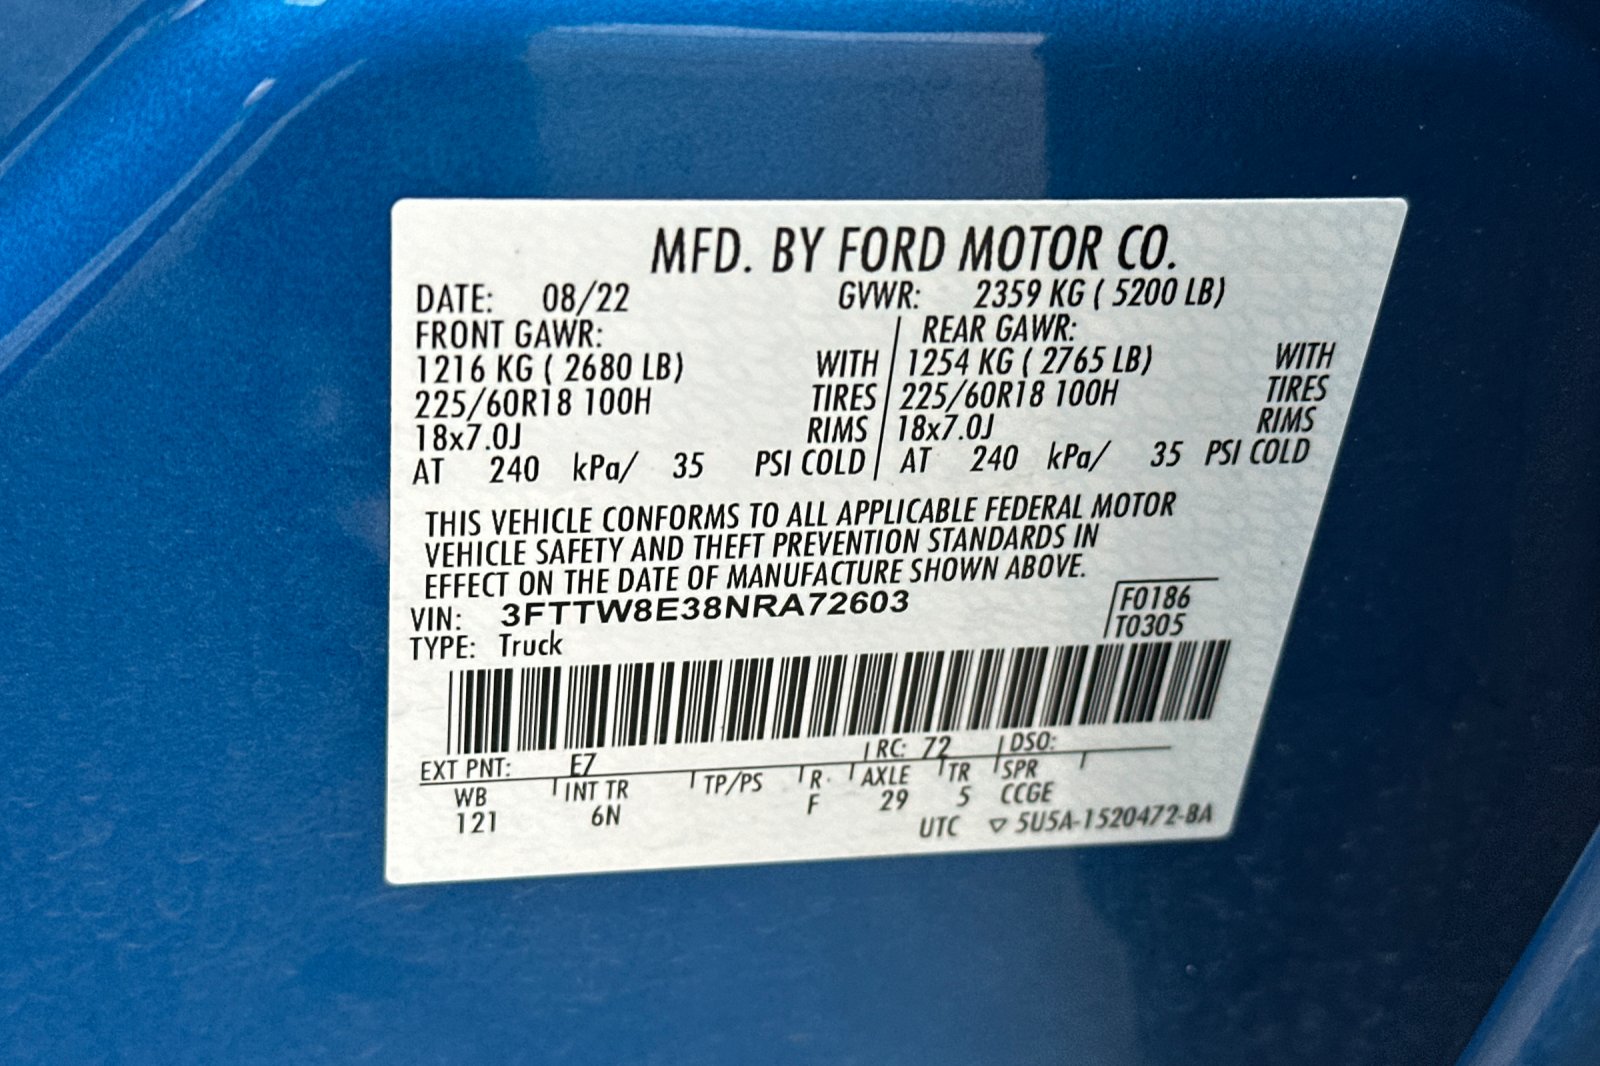 MFD. BY FORD MOTOR CO.
DATE: 08/22 GVWR: 2359 KG ( 5200 LB)
FRONT GAWR: REAR GAWR:
1216 KG ( 2680 LB) WITH 1254 KG ( 2765 LB) WITH
225/60R18 100H TIRES 225/60R18 100H TIRES
18x7.0J RIMS 18x7.0J RIMS
AT 240 kPa/ 35 PSI COLD AT 240 kPa/ 35 PSI COLD
THIS VEHICLE CONFORMS TO ALL APPLICABLE FEDERAL MOTOR
VEHICLE SAFETY AND THEFT PREVENTION STANDARDS IN
EFFECT ON THE DATE OF MANUFACTURE SHOWN ABOVE.
VIN: 3FTTW8E38NRA72603 F0186
TYPE: Truck T0305
EXT PNT: EZ RC: 72 DSO:
WB INT TR TP/PS R AXLE TR SPR
121 6N F 29 5 CCGE
UTC ▽ 5U5A-1520472-BA